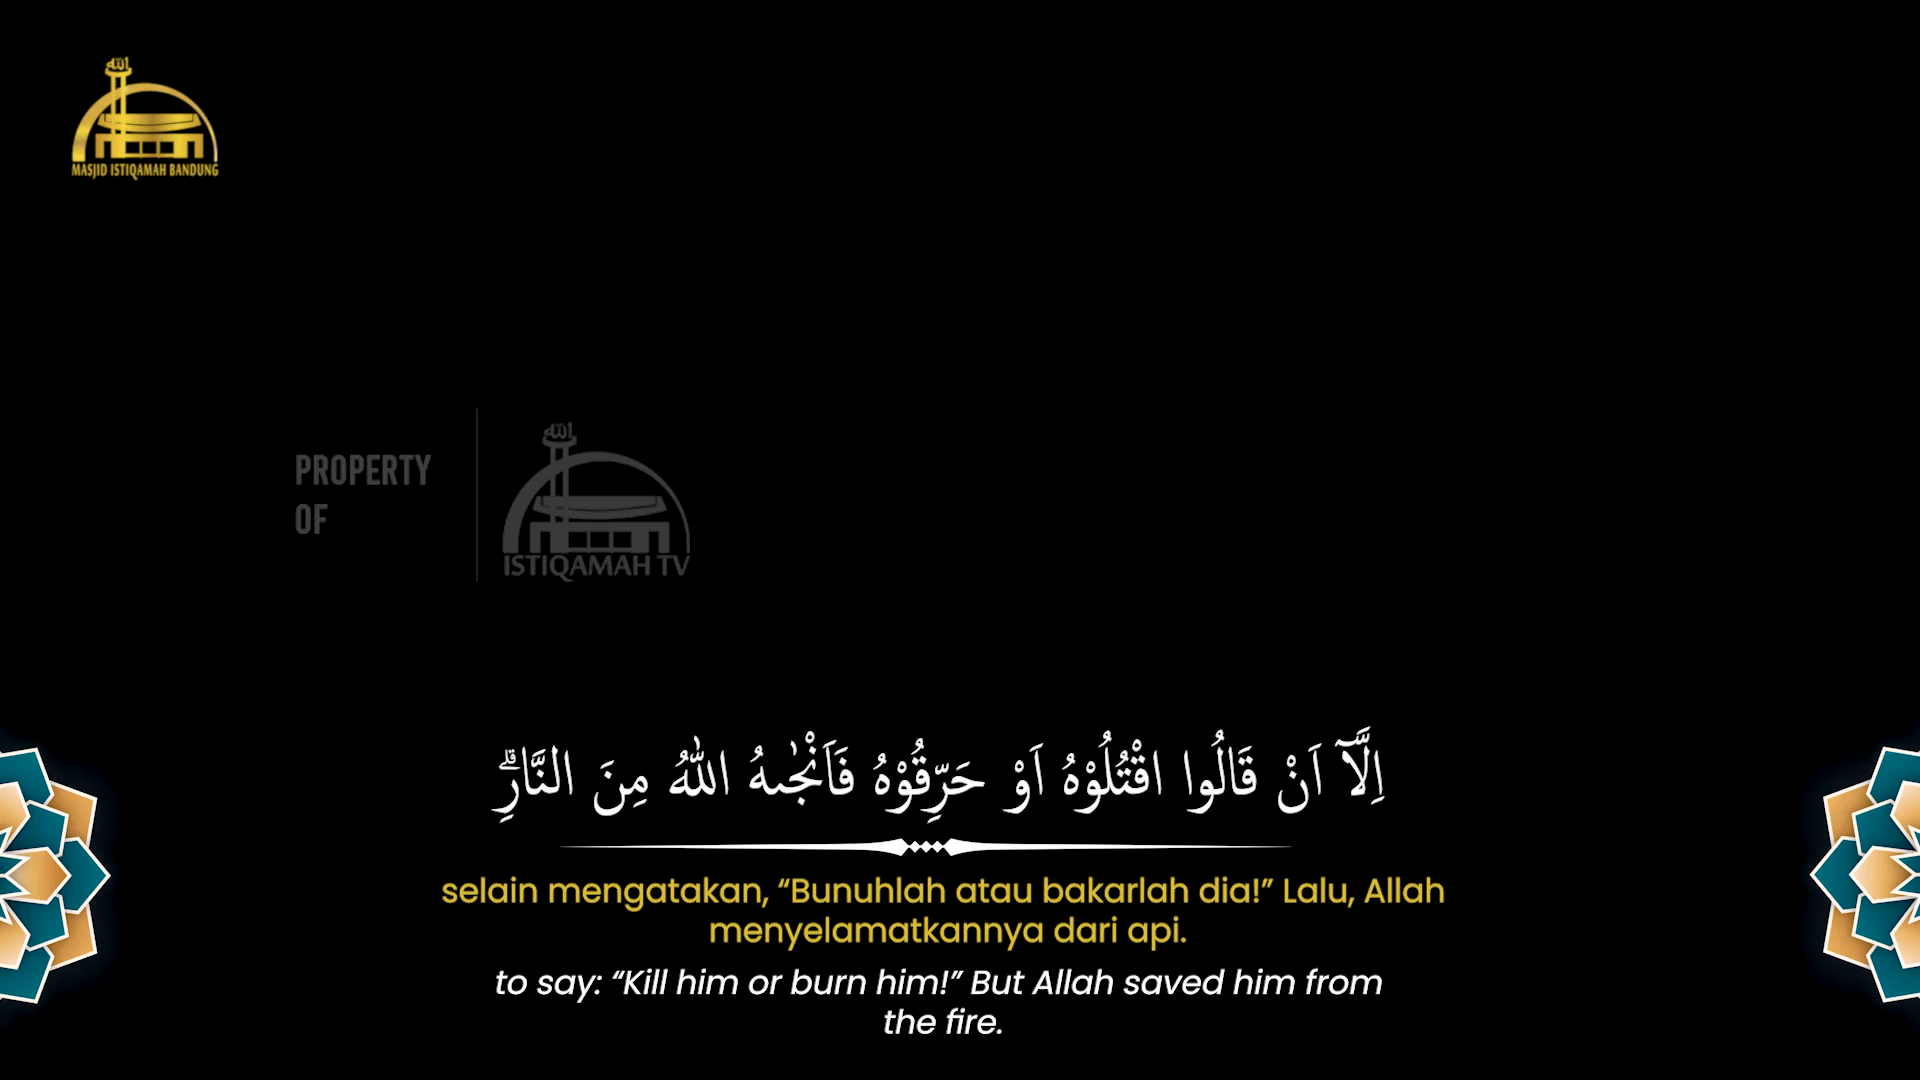 الله
MASJID ISTIQAMAH BANDUNG
PROPERTY
OF
الله
ISTIQAMAH TV
اِلَّآ اَنْ قَالُوا اقْتُلُوْهُ اَوْ حَرِّقُوْهُ فَاَنْجٰىهُ اللّٰهُ مِنَ النَّارِۗ
selain mengatakan, “Bunuhlah atau bakarlah dia!” Lalu, Allah
menyelamatkannya dari api.
to say: “Kill him or burn him!” But Allah saved him from
the fire.